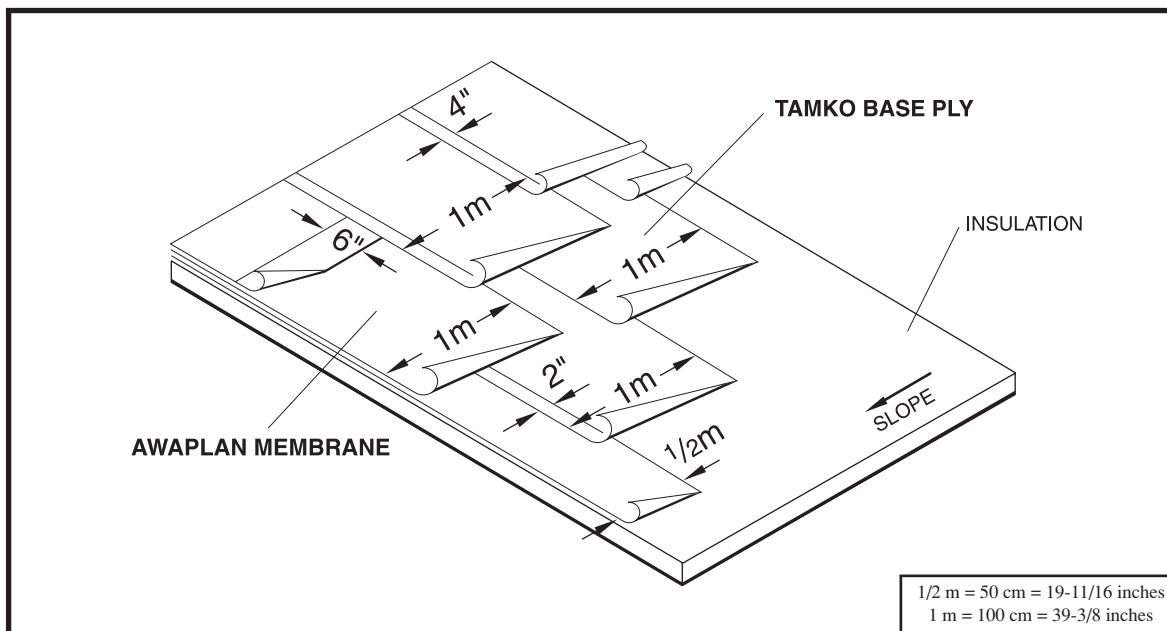 4"
TAMKO BASE PLY
1m
6"
1m
INSULATION
1m
2"
1m
SLOPE
AWAPLAN MEMBRANE
1/2m
1/2 m = 50 cm = 19-11/16 inches
1 m = 100 cm = 39-3/8 inches